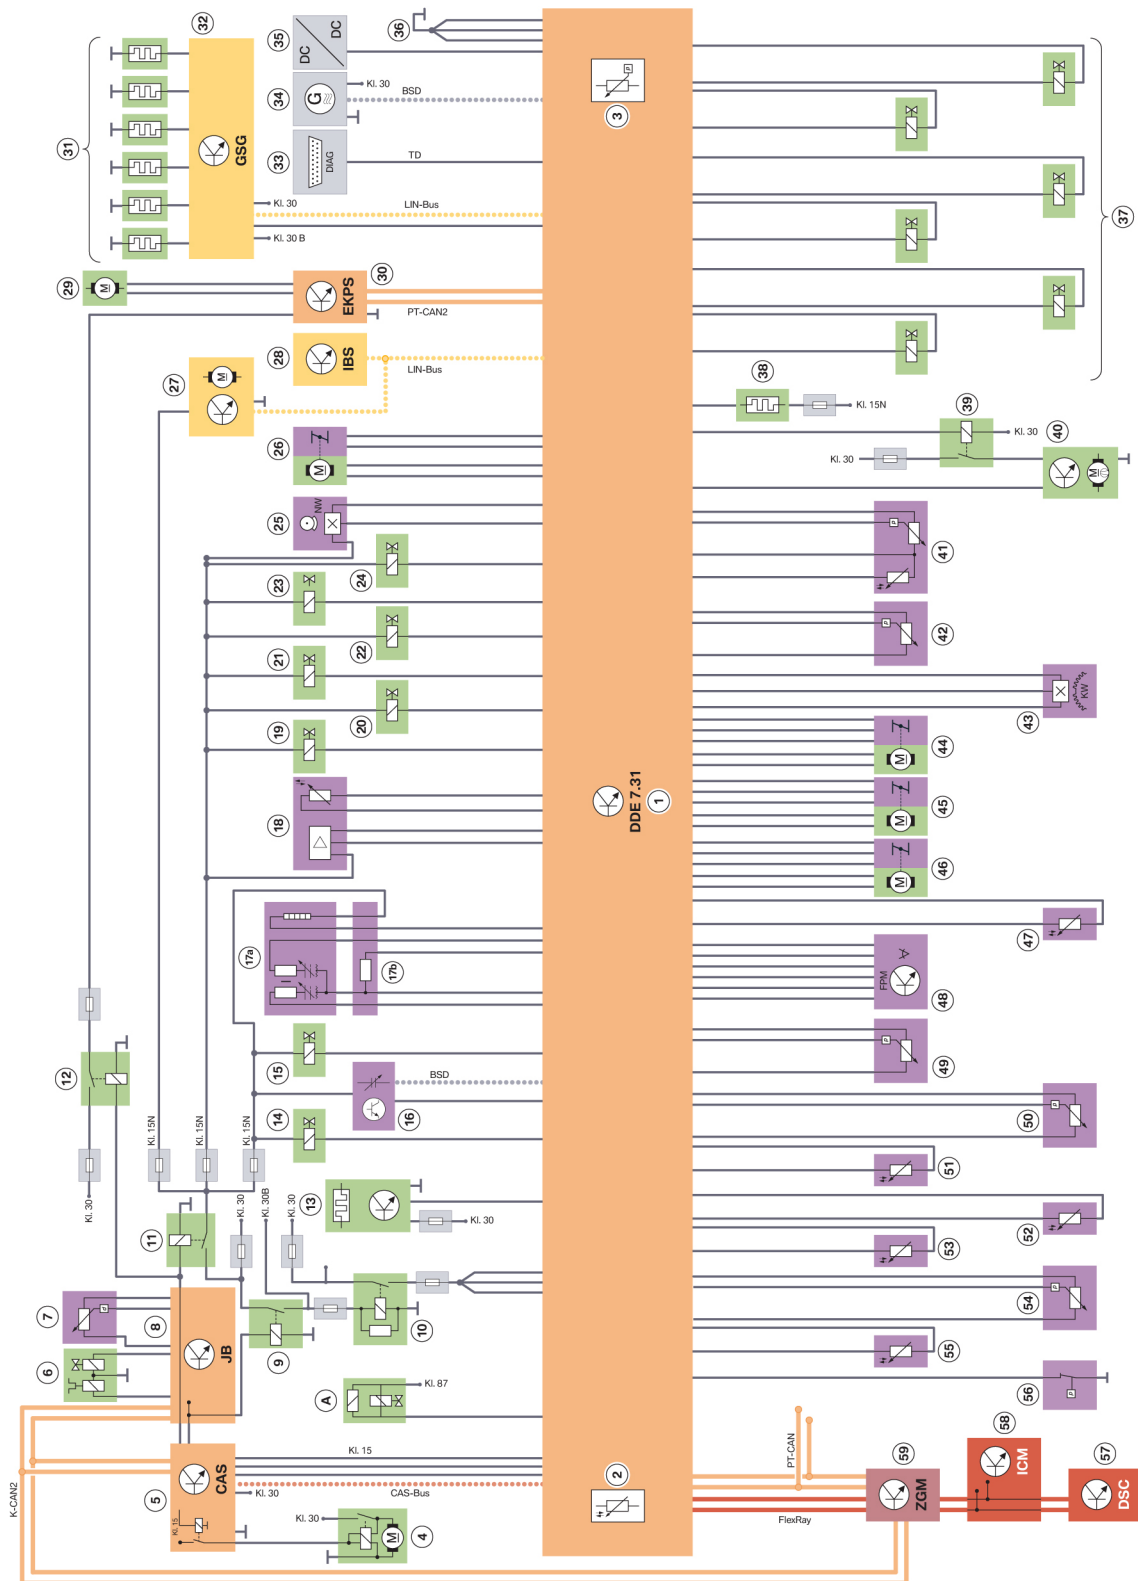 K-CAN2
5
Kl. 15
CAS
Kl. 30
CAS-Bus
Kl. 15
Kl. 30
M
4
6
7
P
8
JB
9
10
A
Kl. 87
11
12
Kl. 30
Kl. 15N
Kl. 15N
Kl. 15N
Kl. 30
Kl. 30B
Kl. 30
13
Kl. 30
14
15
16
BSD
17a
17b
18
19
20
21
22
23
24
25
NW
26
M
27
M
28
IBS
LIN-Bus
29
M
30
EKPS
PT-CAN2
31
32
GSG
Kl. 30
Kl. 30 B
LIN-Bus
33
DIAG
TD
34
G
Kl. 30
BSD
35
DC
DC
36
DDE 7.31
1
2
3
P
37
38
Kl. 15N
39
Kl. 30
Kl. 30
40
M
41
P
42
P
43
KW
44
M
45
M
46
M
47
48
FPM
49
P
50
P
51
52
53
54
P
55
56
P
57
DSC
58
ICM
59
ZGM
PT-CAN
FlexRay